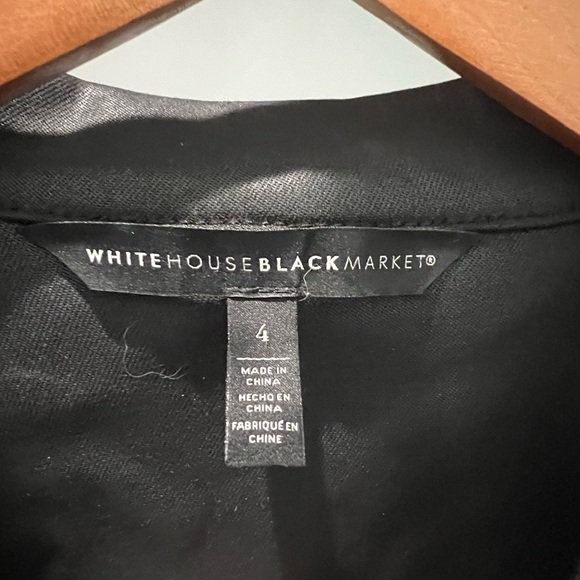 WHITEHOUSEBLACKMARKET®
4
MADE IN
CHINA
HECHO EN
CHINA
FABRIQUÉ EN
CHINE